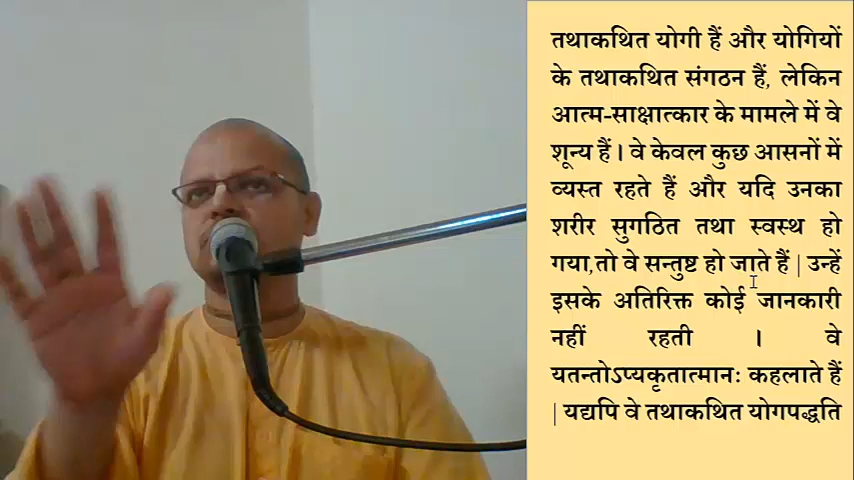 तथाकथित योगी हैं और योगियों
के तथाकथित संगठन हैं, लेकिन
आत्म-साक्षात्कार के मामले में वे
शून्य हैं । वे केवल कुछ आसनों में
व्यस्त रहते हैं और यदि उनका
शरीर सुगठित तथा स्वस्थ हो
गया,तो वे सन्तुष्ट हो जाते हैं | उन्हें
इसके अतिरिक्त कोई जानकारी
नहीं रहती । वे
यतन्तोऽप्यकृतात्मानः कहलाते हैं
| यद्यपि वे तथाकथित योगपद्धति